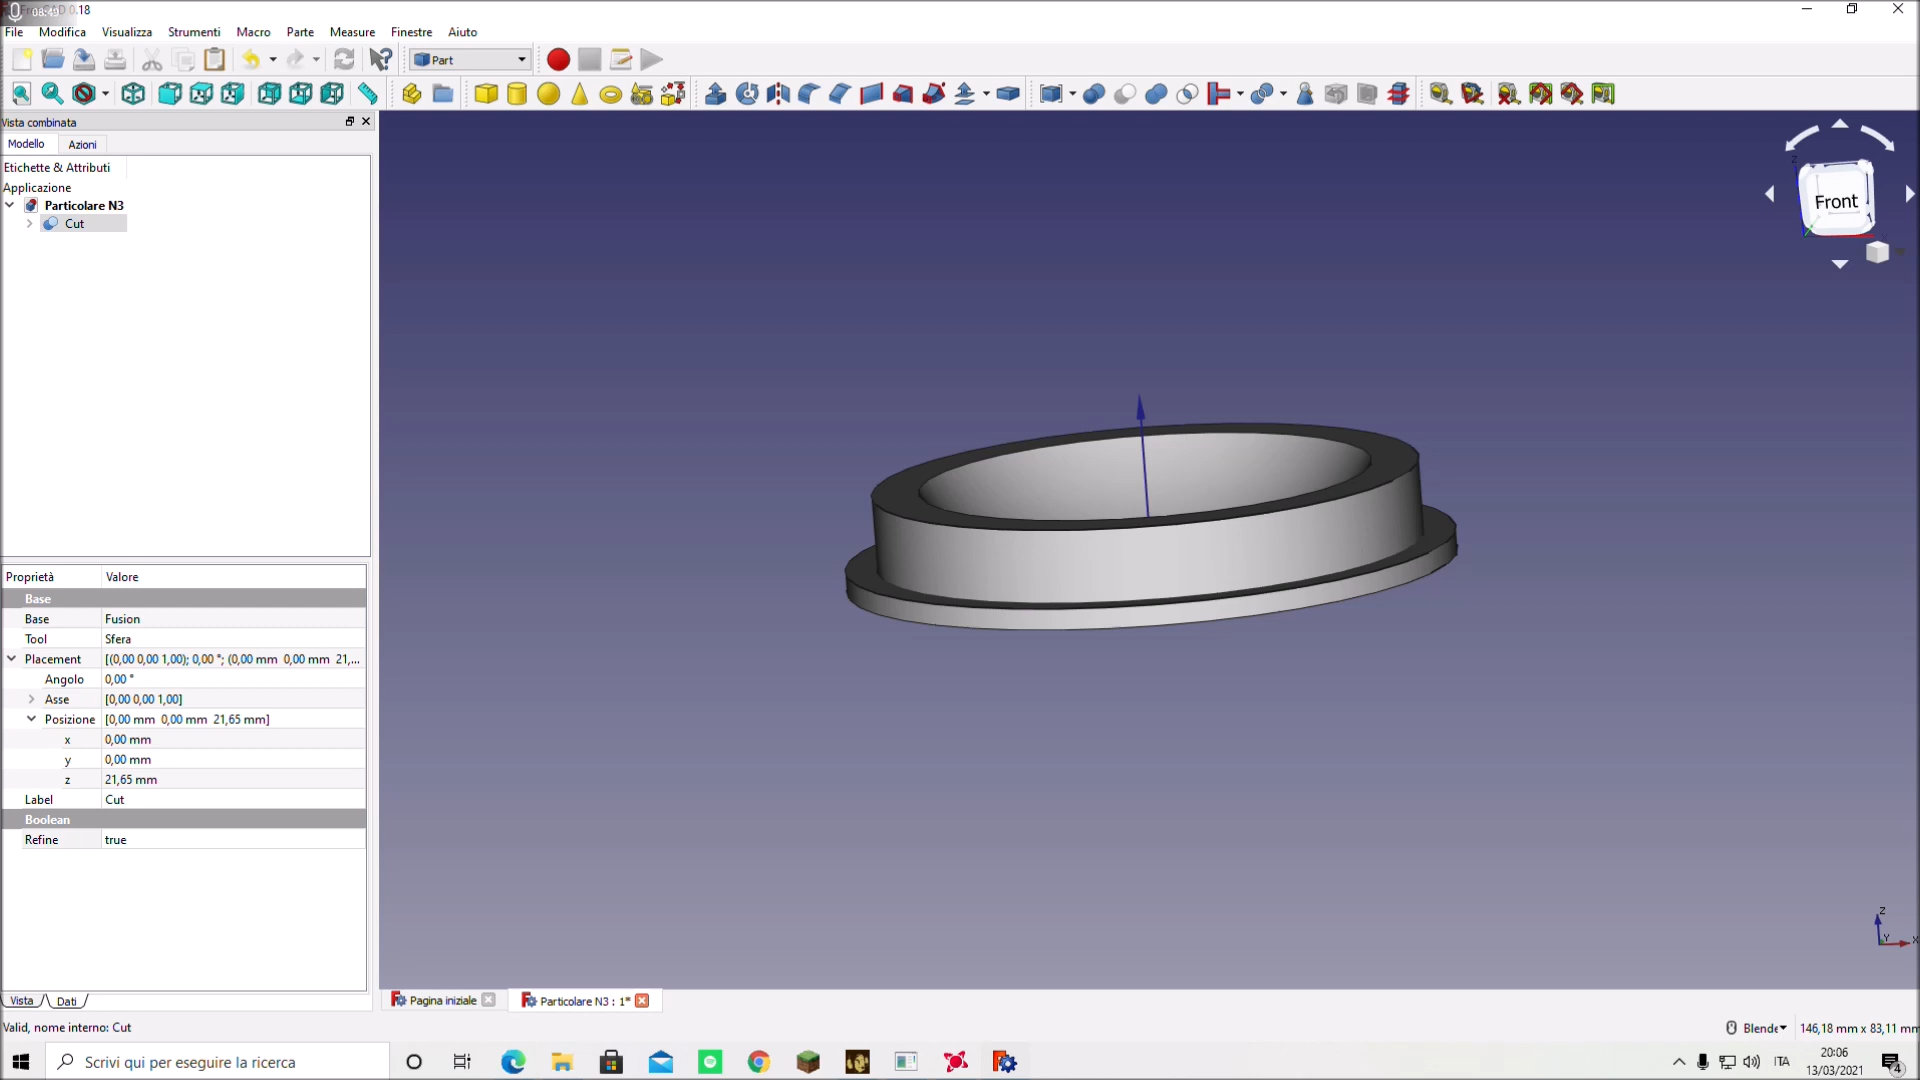 08:49 FreeCAD 0.18
File Modifica Visualizza Strumenti Macro Parte Measure Finestre Aiuto
Part
Vista combinata
Modello Azioni
Etichette & Attributi
Applicazione
Particolare N3
Cut
Front
Proprietà Valore
Base
Base Fusion
Tool Sfera
Placement [(0,00 0,00 1,00); 0,00 °; (0,00 mm 0,00 mm 21,...
Angolo 0,00 °
Asse [0,00 0,00 1,00]
Posizione [0,00 mm 0,00 mm 21,65 mm]
x 0,00 mm
y 0,00 mm
z 21,65 mm
Label Cut
Boolean
Refine true
Z
Y X
Vista Dati
Pagina iniziale Particolare N3 : 1*
Valid, nome interno: Cut
Blende 146,18 mm x 83,11 mm
Scrivi qui per eseguire la ricerca
ITA
20:06
13/03/2021
4